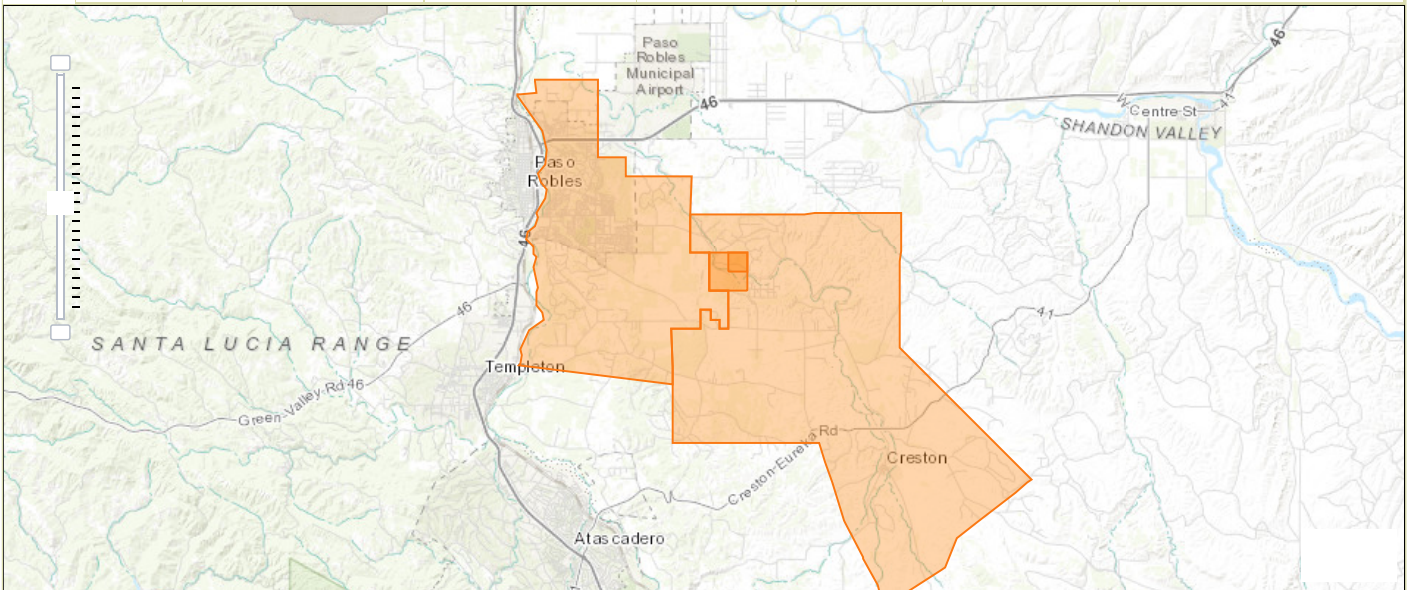 46
Paso
Robles
Municipal
Airport
46
W Centre St
41
SHANDON VALLEY
Paso
Robles
46
46
41
SANTA LUCIA RANGE
Templeton
Green-Valley-Rd 46
Creston-Eureka Rd
Creston
Atascadero